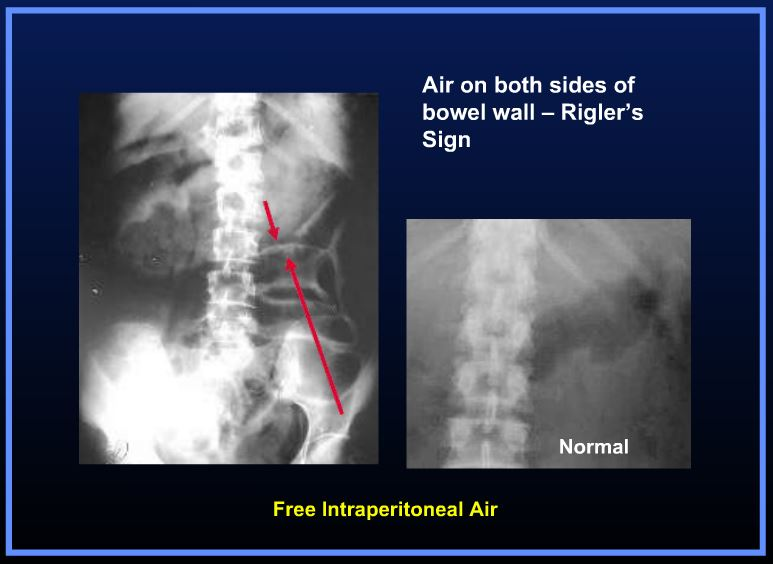 Air on both sides of
bowel wall – Rigler’s
Sign
Normal
Free Intraperitoneal Air